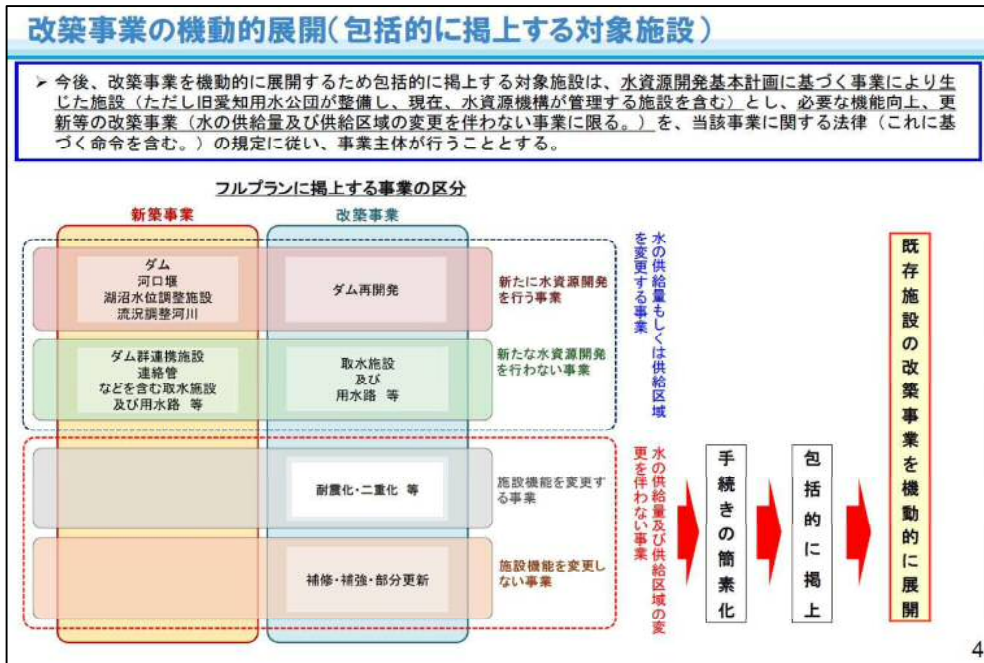 改築事業の機動的展開(包括的に掲上する対象施設)
➢ 今後、改築事業を機動的に展開するため包括的に掲上する対象施設は、水資源開発基本計画に基づく事業により生
じた施設（ただし旧愛知用水公団が整備し、現在、水資源機構が管理する施設を含む）とし、必要な機能向上、更
新等の改築事業（水の供給量及び供給区域の変更を伴わない事業に限る。）を、当該事業に関する法律（これに基
づく命令を含む。）の規定に従い、事業主体が行うこととする。
フルプランに掲上する事業の区分
新築事業
改築事業
ダム
河口堰
湖沼水位調整施設
流況調整河川
ダム再開発
新たに水資源開発
を行う事業
ダム群連携施設
連絡管
などを含む取水施設
及び用水路 等
取水施設
及び
用水路 等
新たな水資源開発
を行わない事業
水の供給量もしくは供給区域
を変更する事業
耐震化・二重化 等
施設機能を変更す
る事業
補修・補強・部分更新
施設機能を変更し
ない事業
水の供給量及び供給区域の変
更を伴わない事業
手続きの簡素化
包括的に掲上
既存施設の改築事業を機動的に展開
4